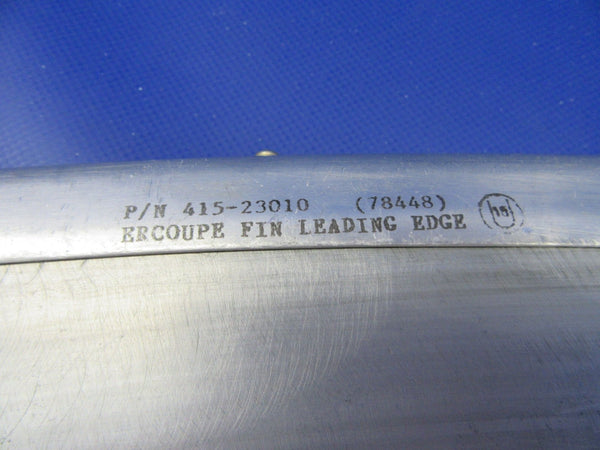 P/N 415-23010 (78448)
ERCOUPE FIN LEADING EDGE